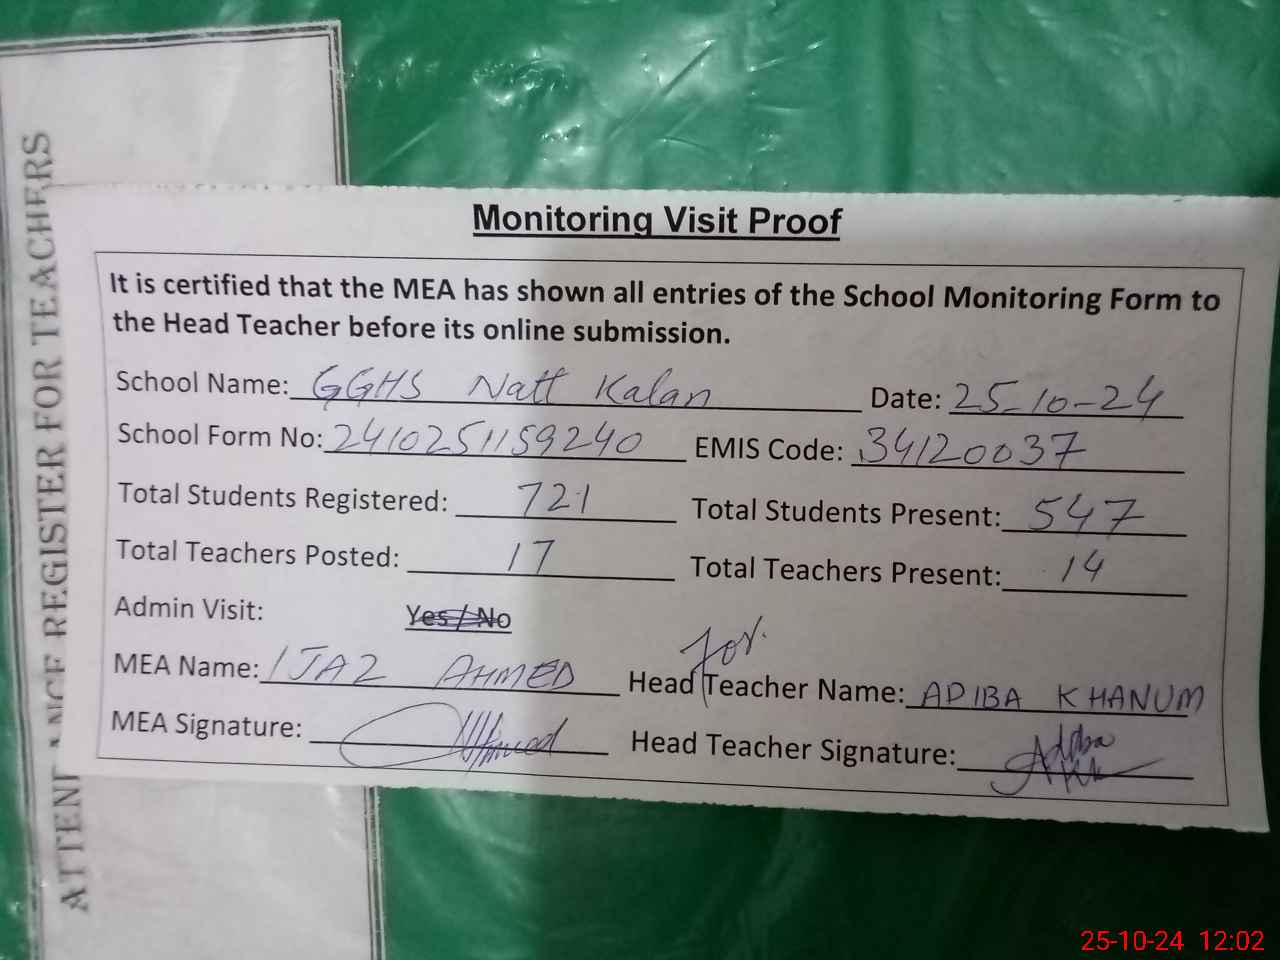 ATTENDANCE REGISTER FOR TEACHERS
Monitoring Visit Proof
It is certified that the MEA has shown all entries of the School Monitoring Form to
the Head Teacher before its online submission.
School Name: GGHS Natt Kalan Date: 25-10-24
School Form No: 2410251159240 EMIS Code: 34120037
Total Students Registered: 721 Total Students Present: 547
Total Teachers Posted: 17 Total Teachers Present: 14
Admin Visit: Yes / No
for
MEA Name: IJAZ AHMED Head Teacher Name: ADIBA KHANUM
MEA Signature: Ahmed Head Teacher Signature: Adiba
25-10-24 12:02